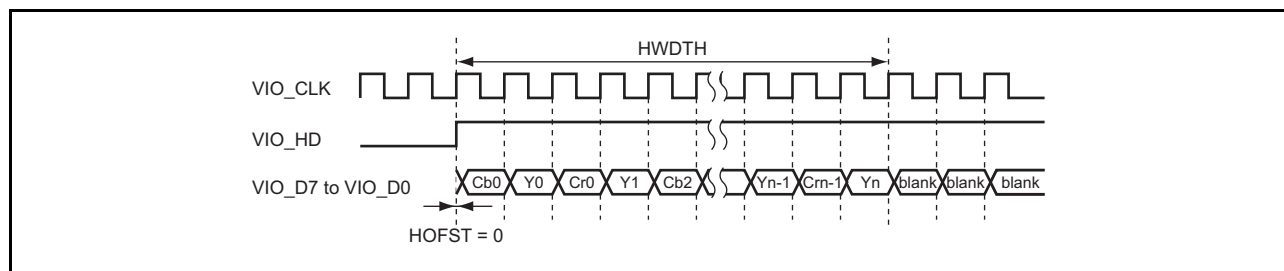 HWDTH
VIO_CLK
VIO_HD
VIO_D7 to VIO_D0 Cb0 Y0 Cr0 Y1 Cb2 Yn-1 Crn-1 Yn blank blank blank
HOFST = 0